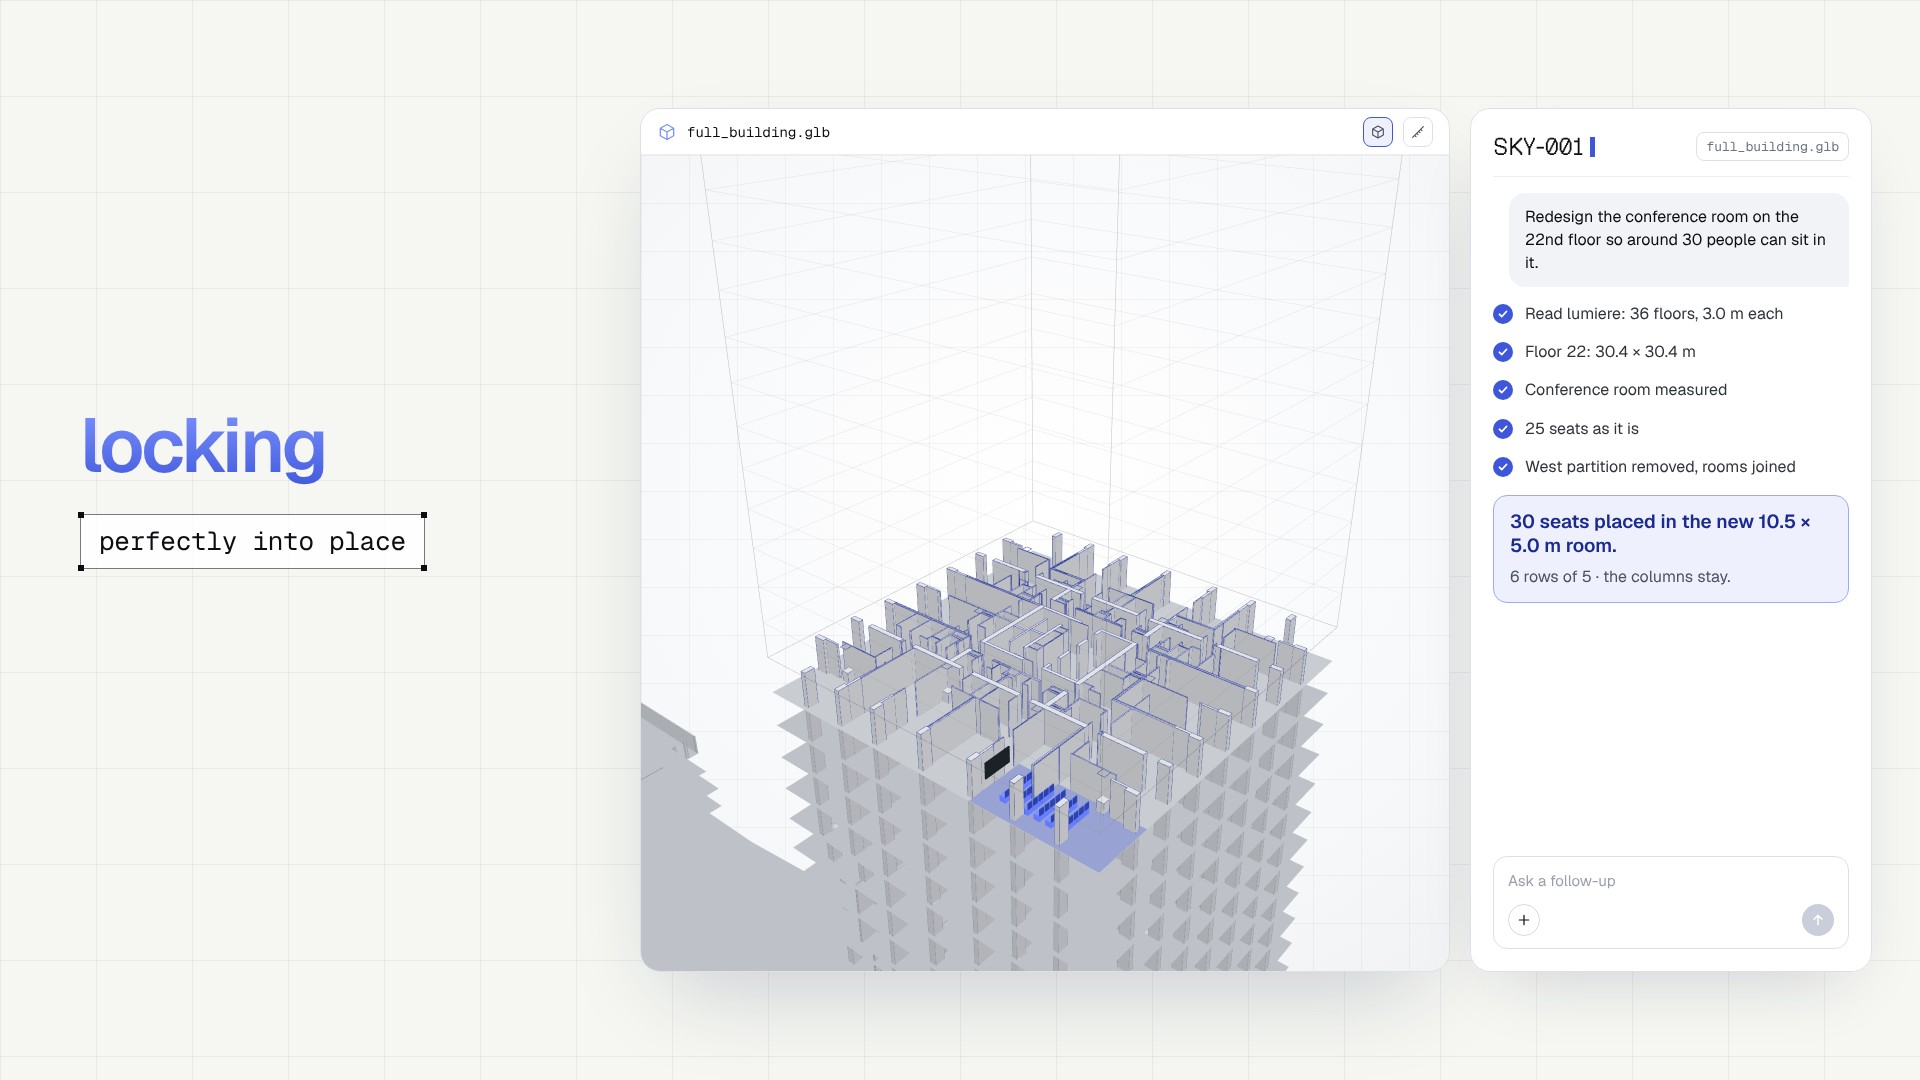 locking
perfectly into place
full_building.glb
SKY-001
full_building.glb
Redesign the conference room on the
22nd floor so around 30 people can sit in
it.
Read lumiere: 36 floors, 3.0 m each
Floor 22: 30.4 × 30.4 m
Conference room measured
25 seats as it is
West partition removed, rooms joined
30 seats placed in the new 10.5 ×
5.0 m room.
6 rows of 5 · the columns stay.
Ask a follow-up